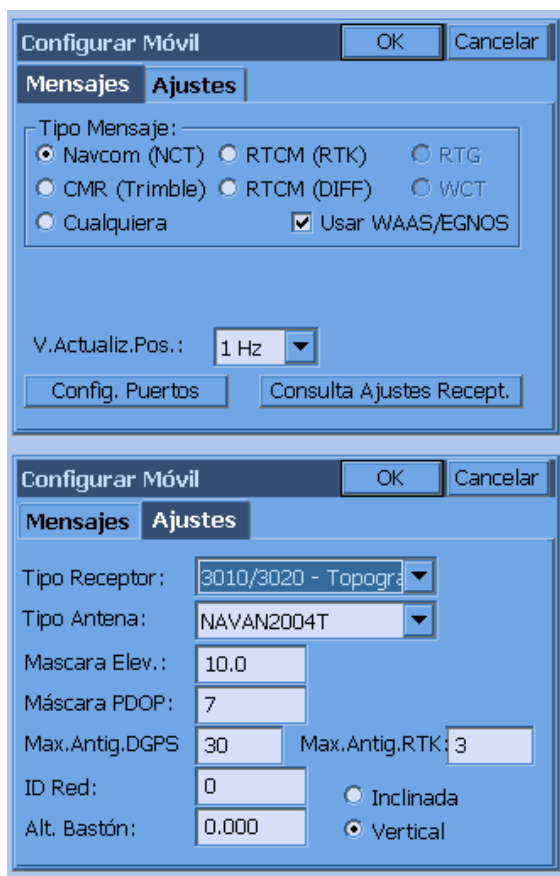 Configurar Móvil OK Cancelar
Mensajes Ajustes
Tipo Mensaje:
Navcom (NCT) RTCM (RTK) RTG
CMR (Trimble) RTCM (DIFF) WCT
Cualquiera Usar WAAS/EGNOS
V.Actualiz.Pos.: 1 Hz
Config. Puertos Consulta Ajustes Recept.
Configurar Móvil OK Cancelar
Mensajes Ajustes
Tipo Receptor: 3010/3020 - Topogra
Tipo Antena: NAVAN2004T
Mascara Elev.: 10.0
Máscara PDOP: 7
Max.Antig.DGPS 30 Max.Antig.RTK: 3
ID Red: 0 Inclinada
Alt. Bastón: 0.000 Vertical